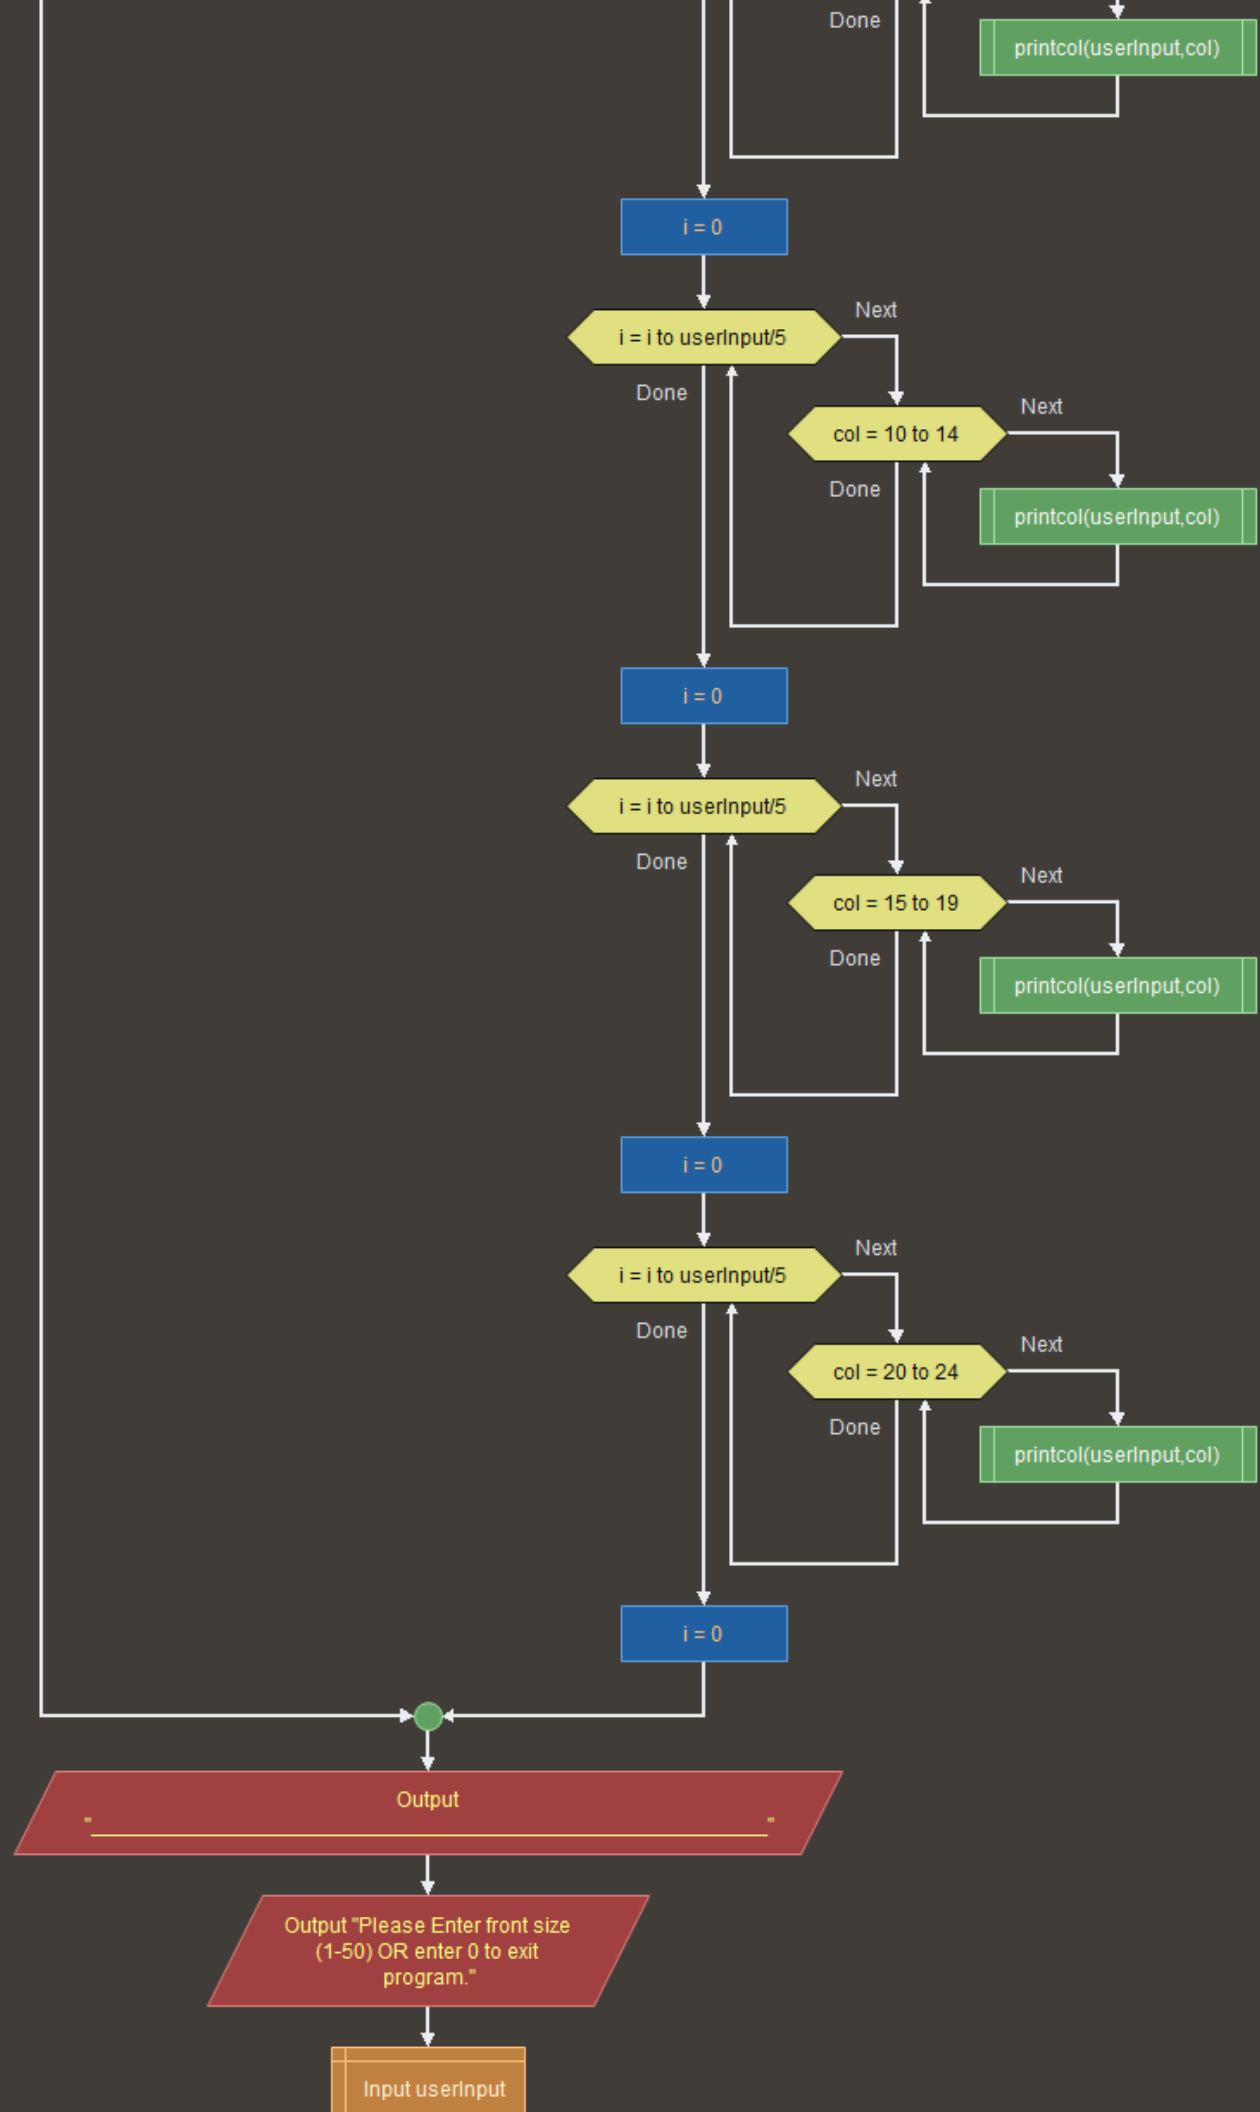 Done
printcol(userInput,col)
i = 0
i = i to userInput/5
Next
Done
col = 10 to 14
Next
Done
printcol(userInput,col)
i = 0
i = i to userInput/5
Next
Done
col = 15 to 19
Next
Done
printcol(userInput,col)
i = 0
i = i to userInput/5
Next
Done
col = 20 to 24
Next
Done
printcol(userInput,col)
i = 0
Output
"_________________________________________________________"
Output "Please Enter front size
(1-50) OR enter 0 to exit
program."
Input userInput